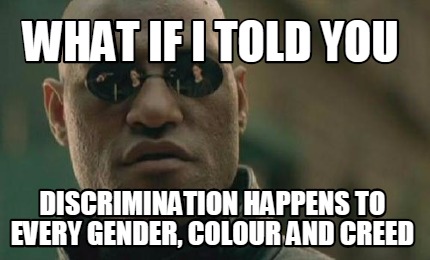 WHAT IF I TOLD YOU
DISCRIMINATION HAPPENS TO
EVERY GENDER, COLOUR AND CREED